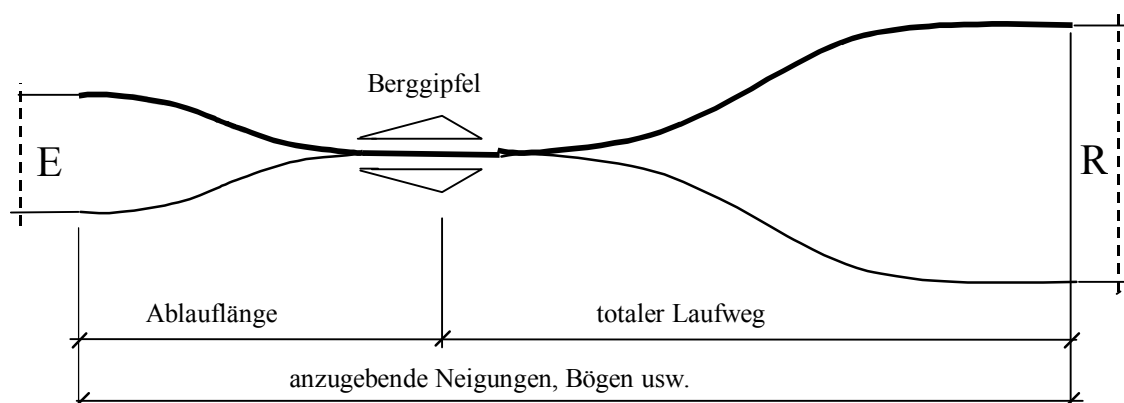 Berggipfel
E
R
Ablauflänge
totaler Laufweg
anzugebende Neigungen, Bögen usw.